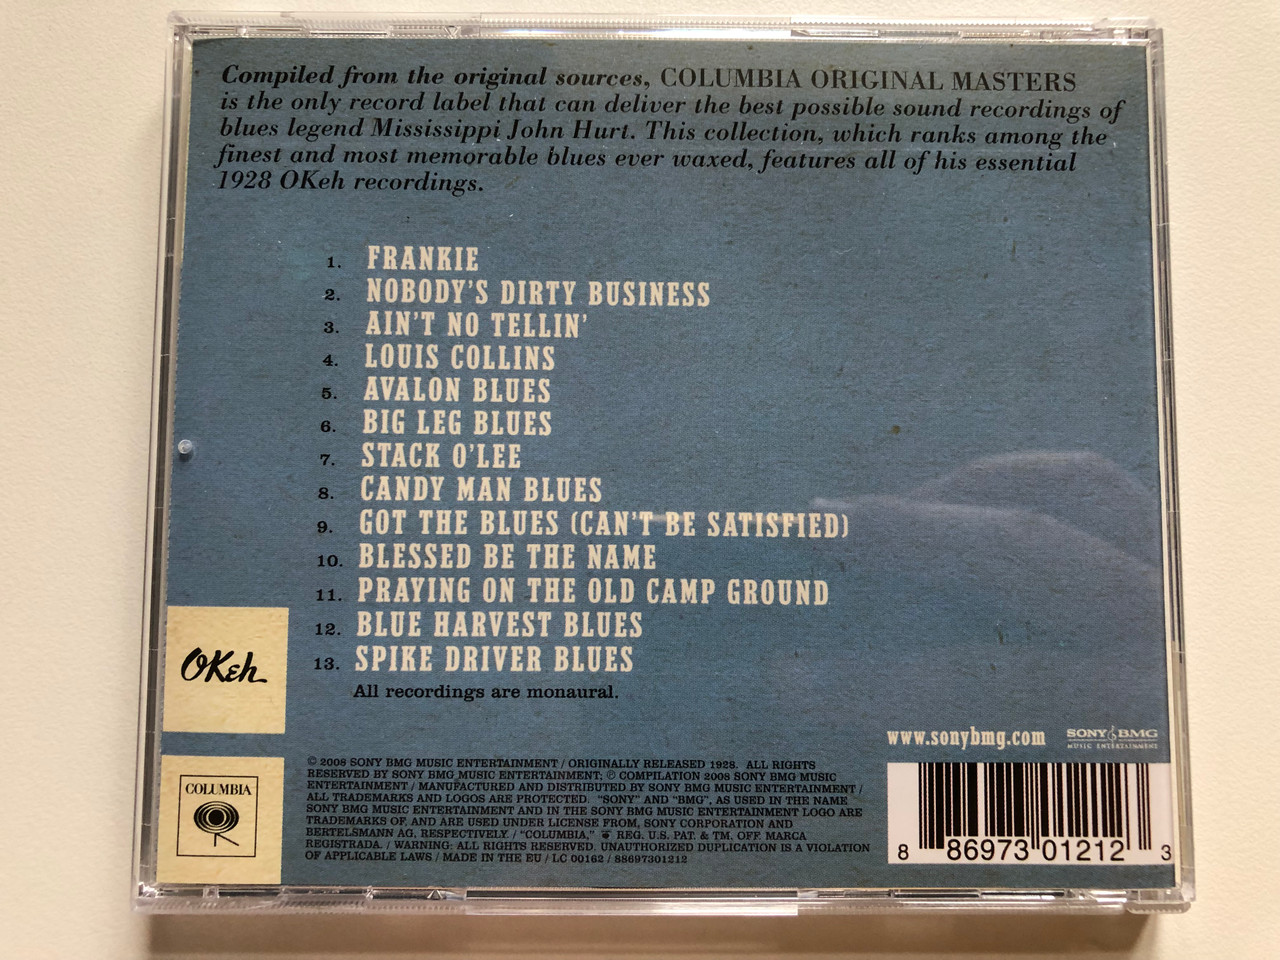 Compiled from the original sources, COLUMBIA ORIGINAL MASTERS
is the only record label that can deliver the best possible sound recordings of
blues legend Mississippi John Hurt. This collection, which ranks among the
finest and most memorable blues ever waxed, features all of his essential
1928 OKeh recordings.
1. FRANKIE
2. NOBODY'S DIRTY BUSINESS
3. AIN'T NO TELLIN'
4. LOUIS COLLINS
5. AVALON BLUES
6. BIG LEG BLUES
7. STACK O'LEE
8. CANDY MAN BLUES
9. GOT THE BLUES (CAN'T BE SATISFIED)
10. BLESSED BE THE NAME
11. PRAYING ON THE OLD CAMP GROUND
12. BLUE HARVEST BLUES
13. SPIKE DRIVER BLUES
All recordings are monaural.
OKeh
COLUMBIA
www.sonybmg.com
SONY BMG
MUSIC ENTERTAINMENT
© 2008 SONY BMG MUSIC ENTERTAINMENT / ORIGINALLY RELEASED 1928. ALL RIGHTS
RESERVED BY SONY BMG MUSIC ENTERTAINMENT; ℗ COMPILATION 2008 SONY BMG MUSIC
ENTERTAINMENT / MANUFACTURED AND DISTRIBUTED BY SONY BMG MUSIC ENTERTAINMENT /
ALL TRADEMARKS AND LOGOS ARE PROTECTED. "SONY" AND "BMG", AS USED IN THE NAME
SONY BMG MUSIC ENTERTAINMENT AND IN THE SONY BMG MUSIC ENTERTAINMENT LOGO ARE
TRADEMARKS OF, AND ARE USED UNDER LICENSE FROM, SONY CORPORATION AND
BERTELSMANN AG, RESPECTIVELY. / "COLUMBIA," REG. U.S. PAT. & TM. OFF. MARCA
REGISTRADA. / WARNING: ALL RIGHTS RESERVED. UNAUTHORIZED DUPLICATION IS A VIOLATION
OF APPLICABLE LAWS / MADE IN THE EU / LC 00162 / 88697301212
8 86973 01212 3